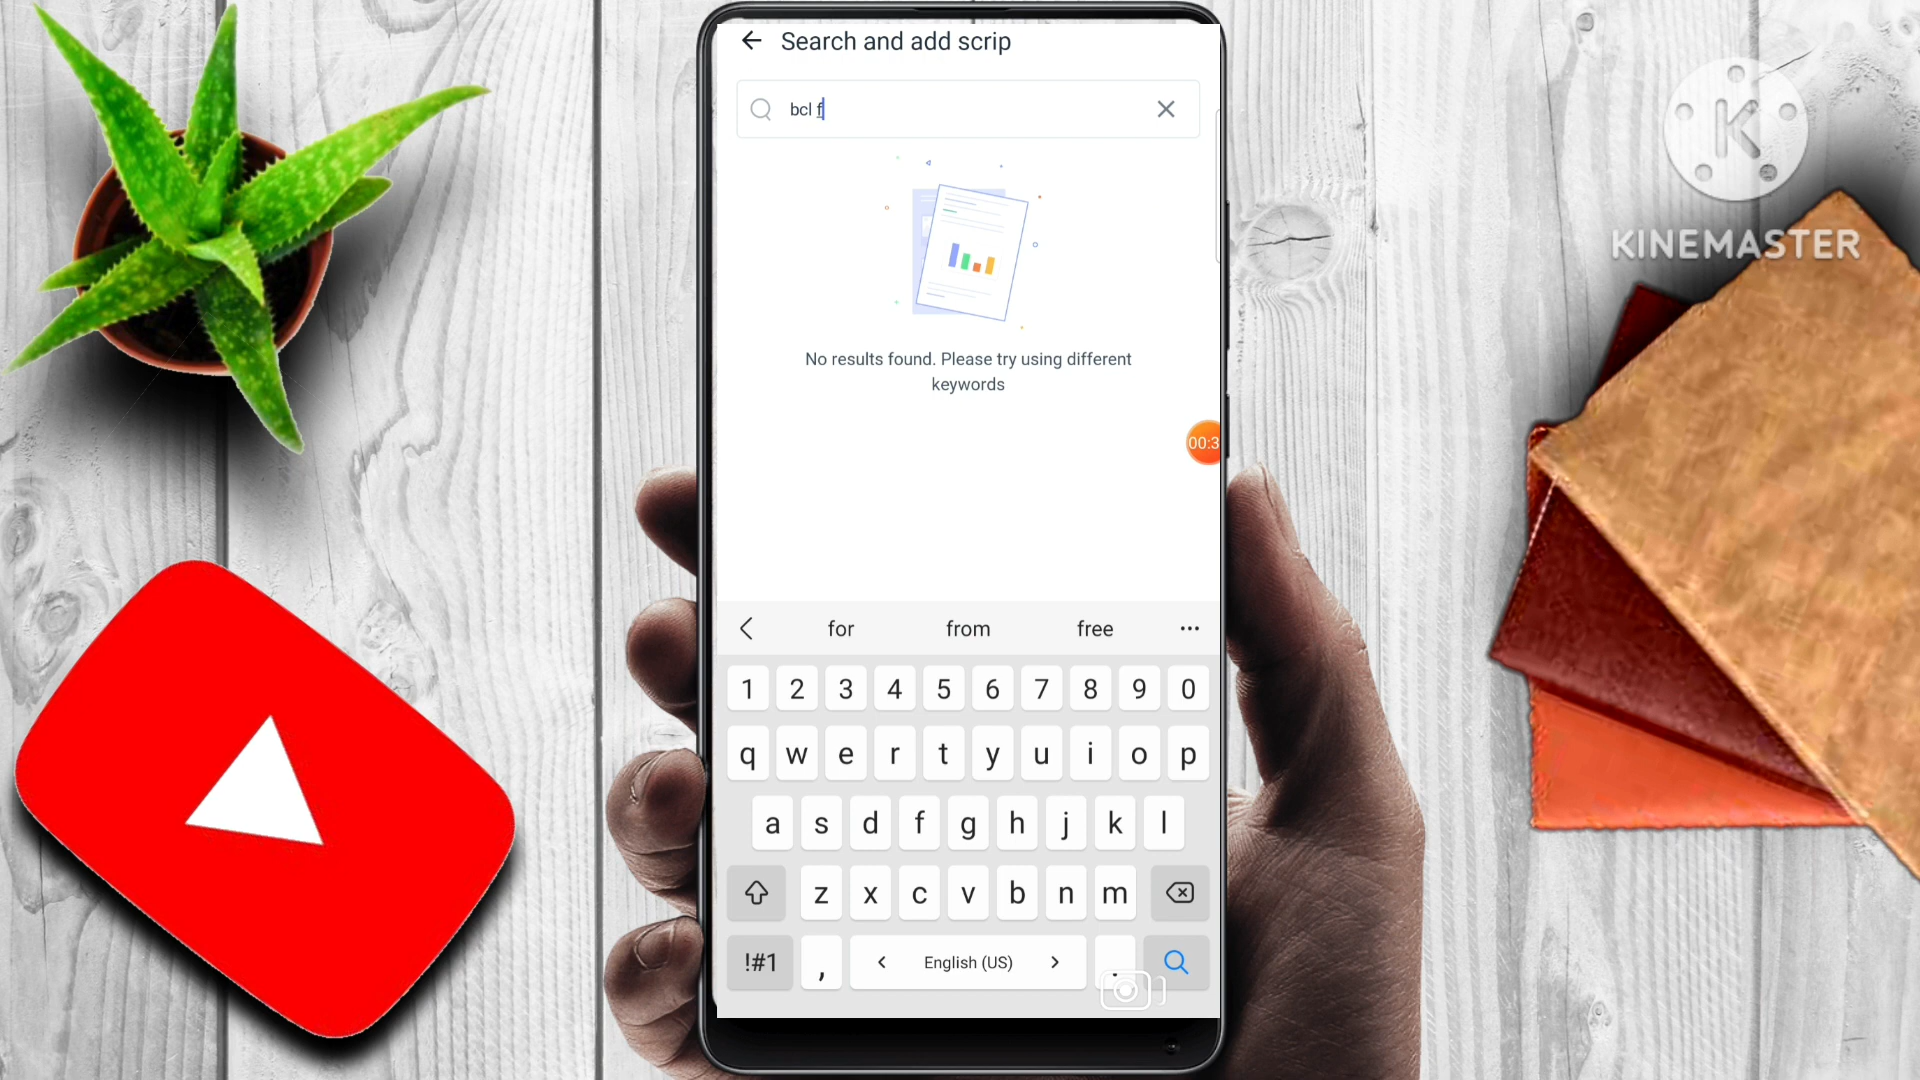 Search and add scrip
bcl f
No results found. Please try using different
keywords
00:3
KINEMASTER
for from free ...
1 2 3 4 5 6 7 8 9 0
q w e r t y u i o p
a s d f g h j k l
z x c v b n m
!#1 , < English (US) > .